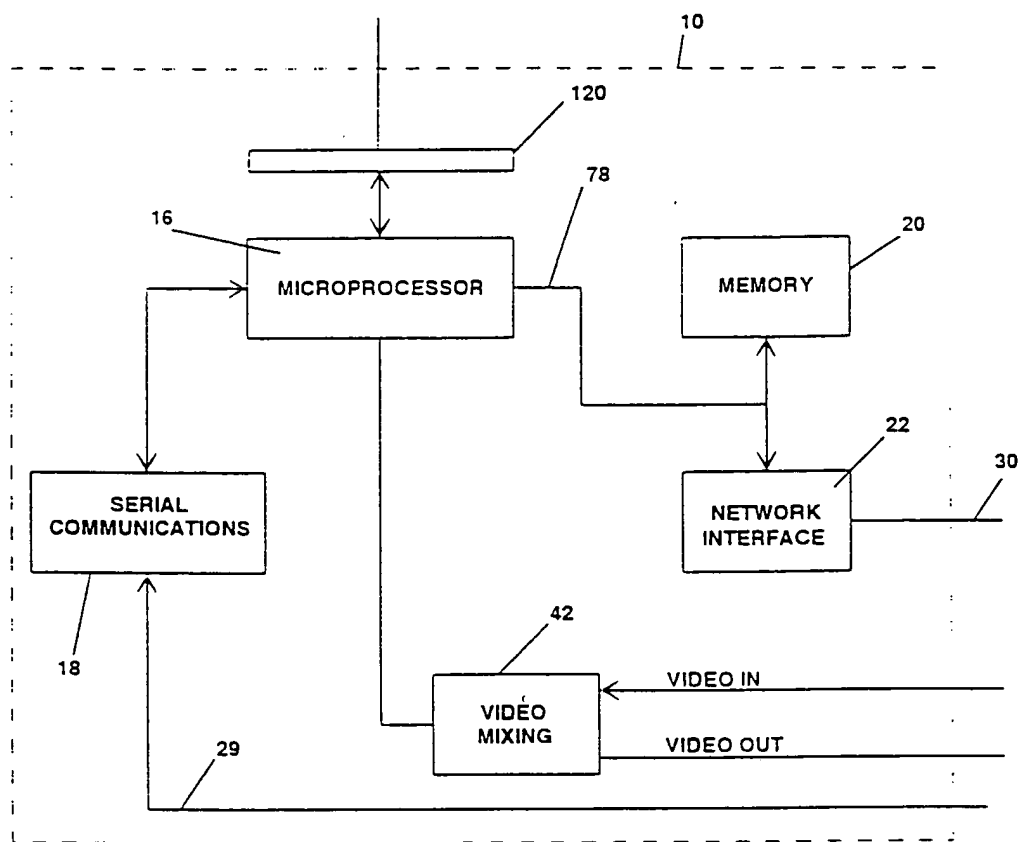 10
120
78
16
20
MICROPROCESSOR
MEMORY
22
30
SERIAL
COMMUNICATIONS
NETWORK
INTERFACE
42
18
VIDEO IN
VIDEO
MIXING
VIDEO OUT
29